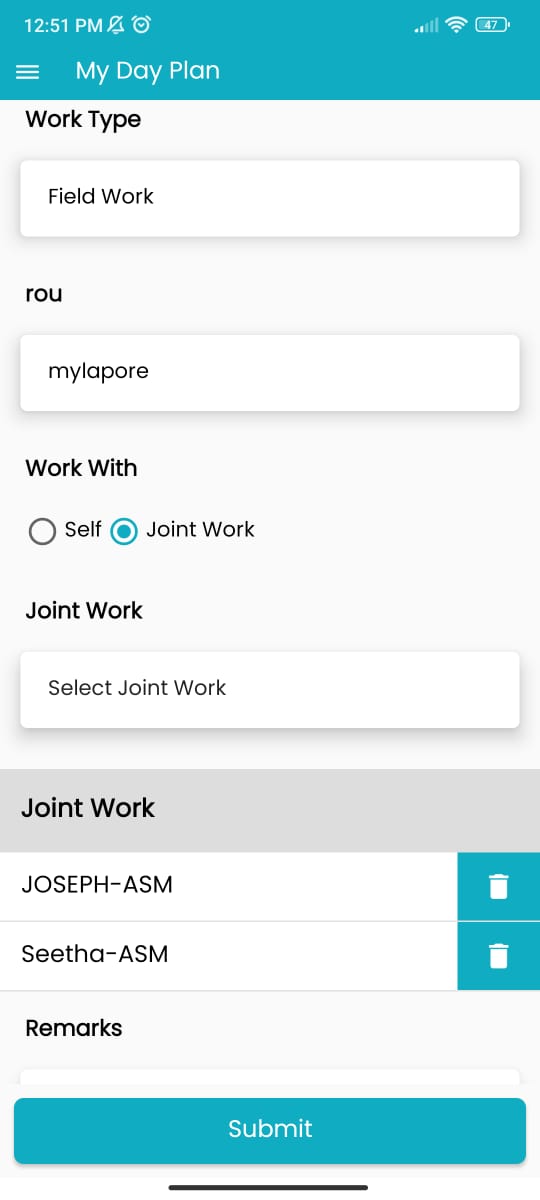 12:51 PM
47
My Day Plan
Work Type
Field Work
rou
mylapore
Work With
Self Joint Work
Joint Work
Select Joint Work
Joint Work
JOSEPH-ASM
Seetha-ASM
Remarks
Submit